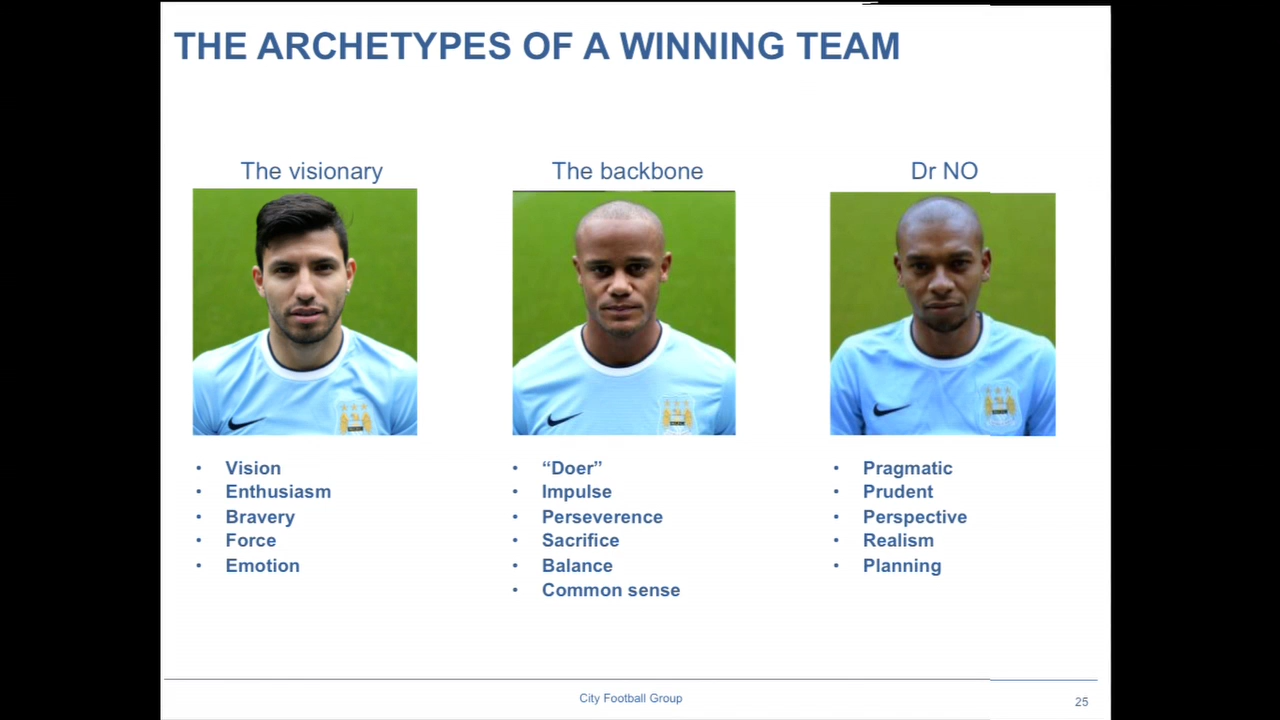 THE ARCHETYPES OF A WINNING TEAM
The visionary
The backbone
Dr NO
• Vision
• Enthusiasm
• Bravery
• Force
• Emotion
• “Doer”
• Impulse
• Perseverence
• Sacrifice
• Balance
• Common sense
• Pragmatic
• Prudent
• Perspective
• Realism
• Planning
City Football Group
25